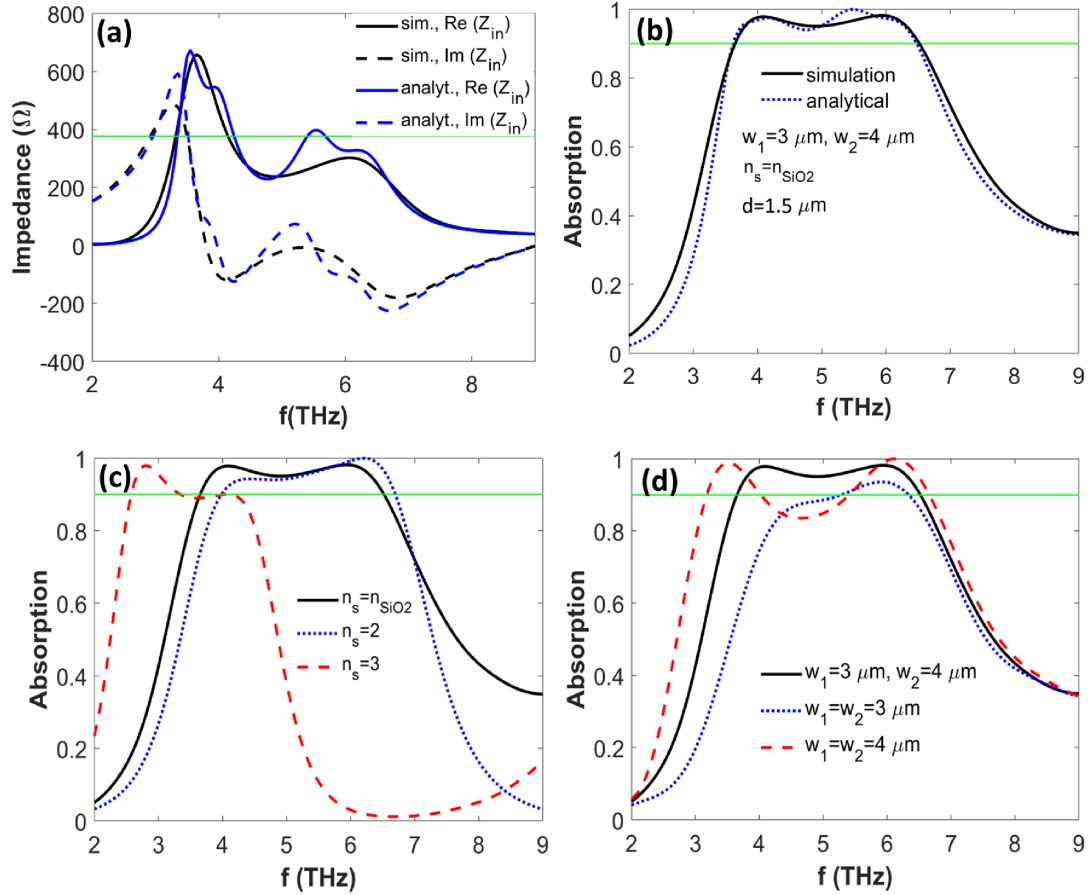 (a)
sim., Re (Z_in)
sim., Im (Z_in)
analyt., Re (Z_in)
analyt., Im (Z_in)
800
600
400
200
0
-200
-400
Impedance (Ω)
2
4
6
8
f(THz)
(b)
simulation
analytical
w_1=3 μm, w_2=4 μm
n_s=n_SiO2
d=1.5 μm
1
0.8
0.6
0.4
0.2
0
Absorption
2 3 4 5 6 7 8 9
f (THz)
(c)
n_s=n_SiO2
n_s=2
n_s=3
1
0.8
0.6
0.4
0.2
0
Absorption
2 3 4 5 6 7 8 9
f (THz)
(d)
w_1=3 μm, w_2=4 μm
w_1=w_2=3 μm
w_1=w_2=4 μm
1
0.8
0.6
0.4
0.2
0
Absorption
2 3 4 5 6 7 8 9
f (THz)